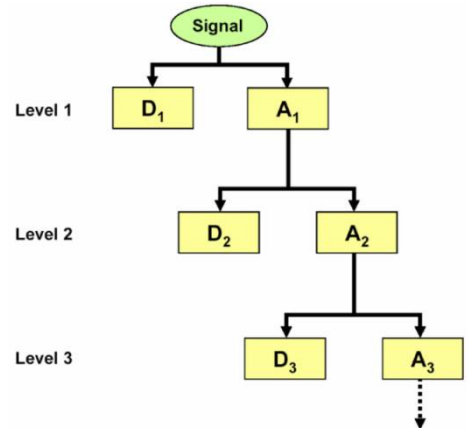 Signal
Level 1 D₁ A₁
Level 2 D₂ A₂
Level 3 D₃ A₃